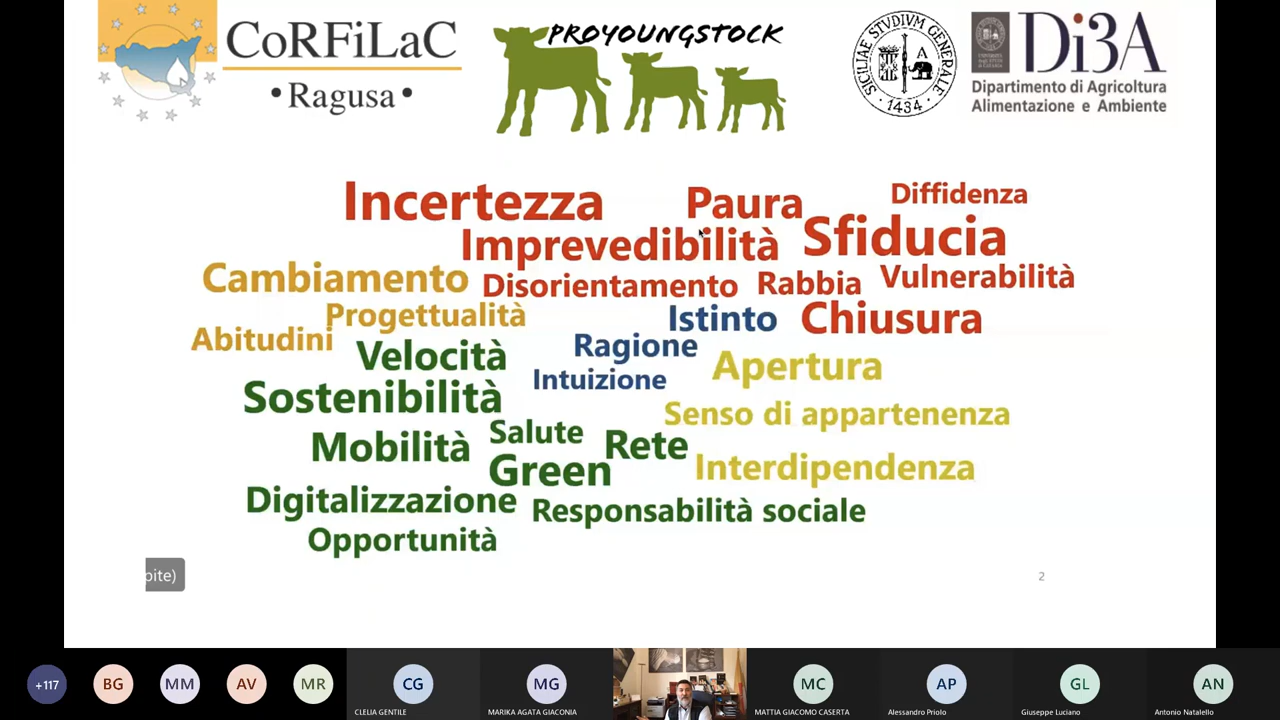 CoRFiLaC
• Ragusa •
PROYOUNGSTOCK
SICILIAE STUDIUM GENERALE
1434
Di3A
Dipartimento di Agricoltura
Alimentazione e Ambiente
Incertezza
Paura
Diffidenza
Imprevedibilità
Sfiducia
Cambiamento
Disorientamento
Rabbia
Vulnerabilità
Progettualità
Istinto
Chiusura
Abitudini
Velocità
Ragione
Apertura
Intuizione
Sostenibilità
Senso di appartenenza
Salute
Mobilità
Rete
Green
Interdipendenza
Digitalizzazione
Responsabilità sociale
Opportunità
pite)
2
+117
BG
MM
AV
MR
CG
CLELIA GENTILE
MG
MARIKA AGATA GIACONIA
MC
MATTIA GIACOMO CASERTA
AP
Alessandro Priolo
GL
Giuseppe Luciano
AN
Antonio Natalello